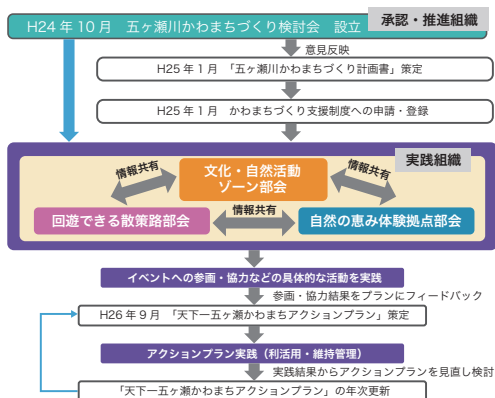 承認・推進組織
H24年10月 五ヶ瀬川かわまちづくり検討会 設立
意見反映
H25年1月 「五ヶ瀬川かわまちづくり計画書」策定
H25年1月 かわまちづくり支援制度への申請・登録
実践組織
文化・自然活動
ゾーン部会
情報共有
情報共有
回遊できる散策路部会
情報共有
自然の恵み体験拠点部会
イベントへの参画・協力などの具体的な活動を実践
参画・協力結果をプランにフィードバック
H26年9月 「天下一五ヶ瀬かわまちアクションプラン」策定
アクションプラン実践（利活用・維持管理）
実践結果からアクションプランを見直し検討
「天下一五ヶ瀬かわまちアクションプラン」の年次更新